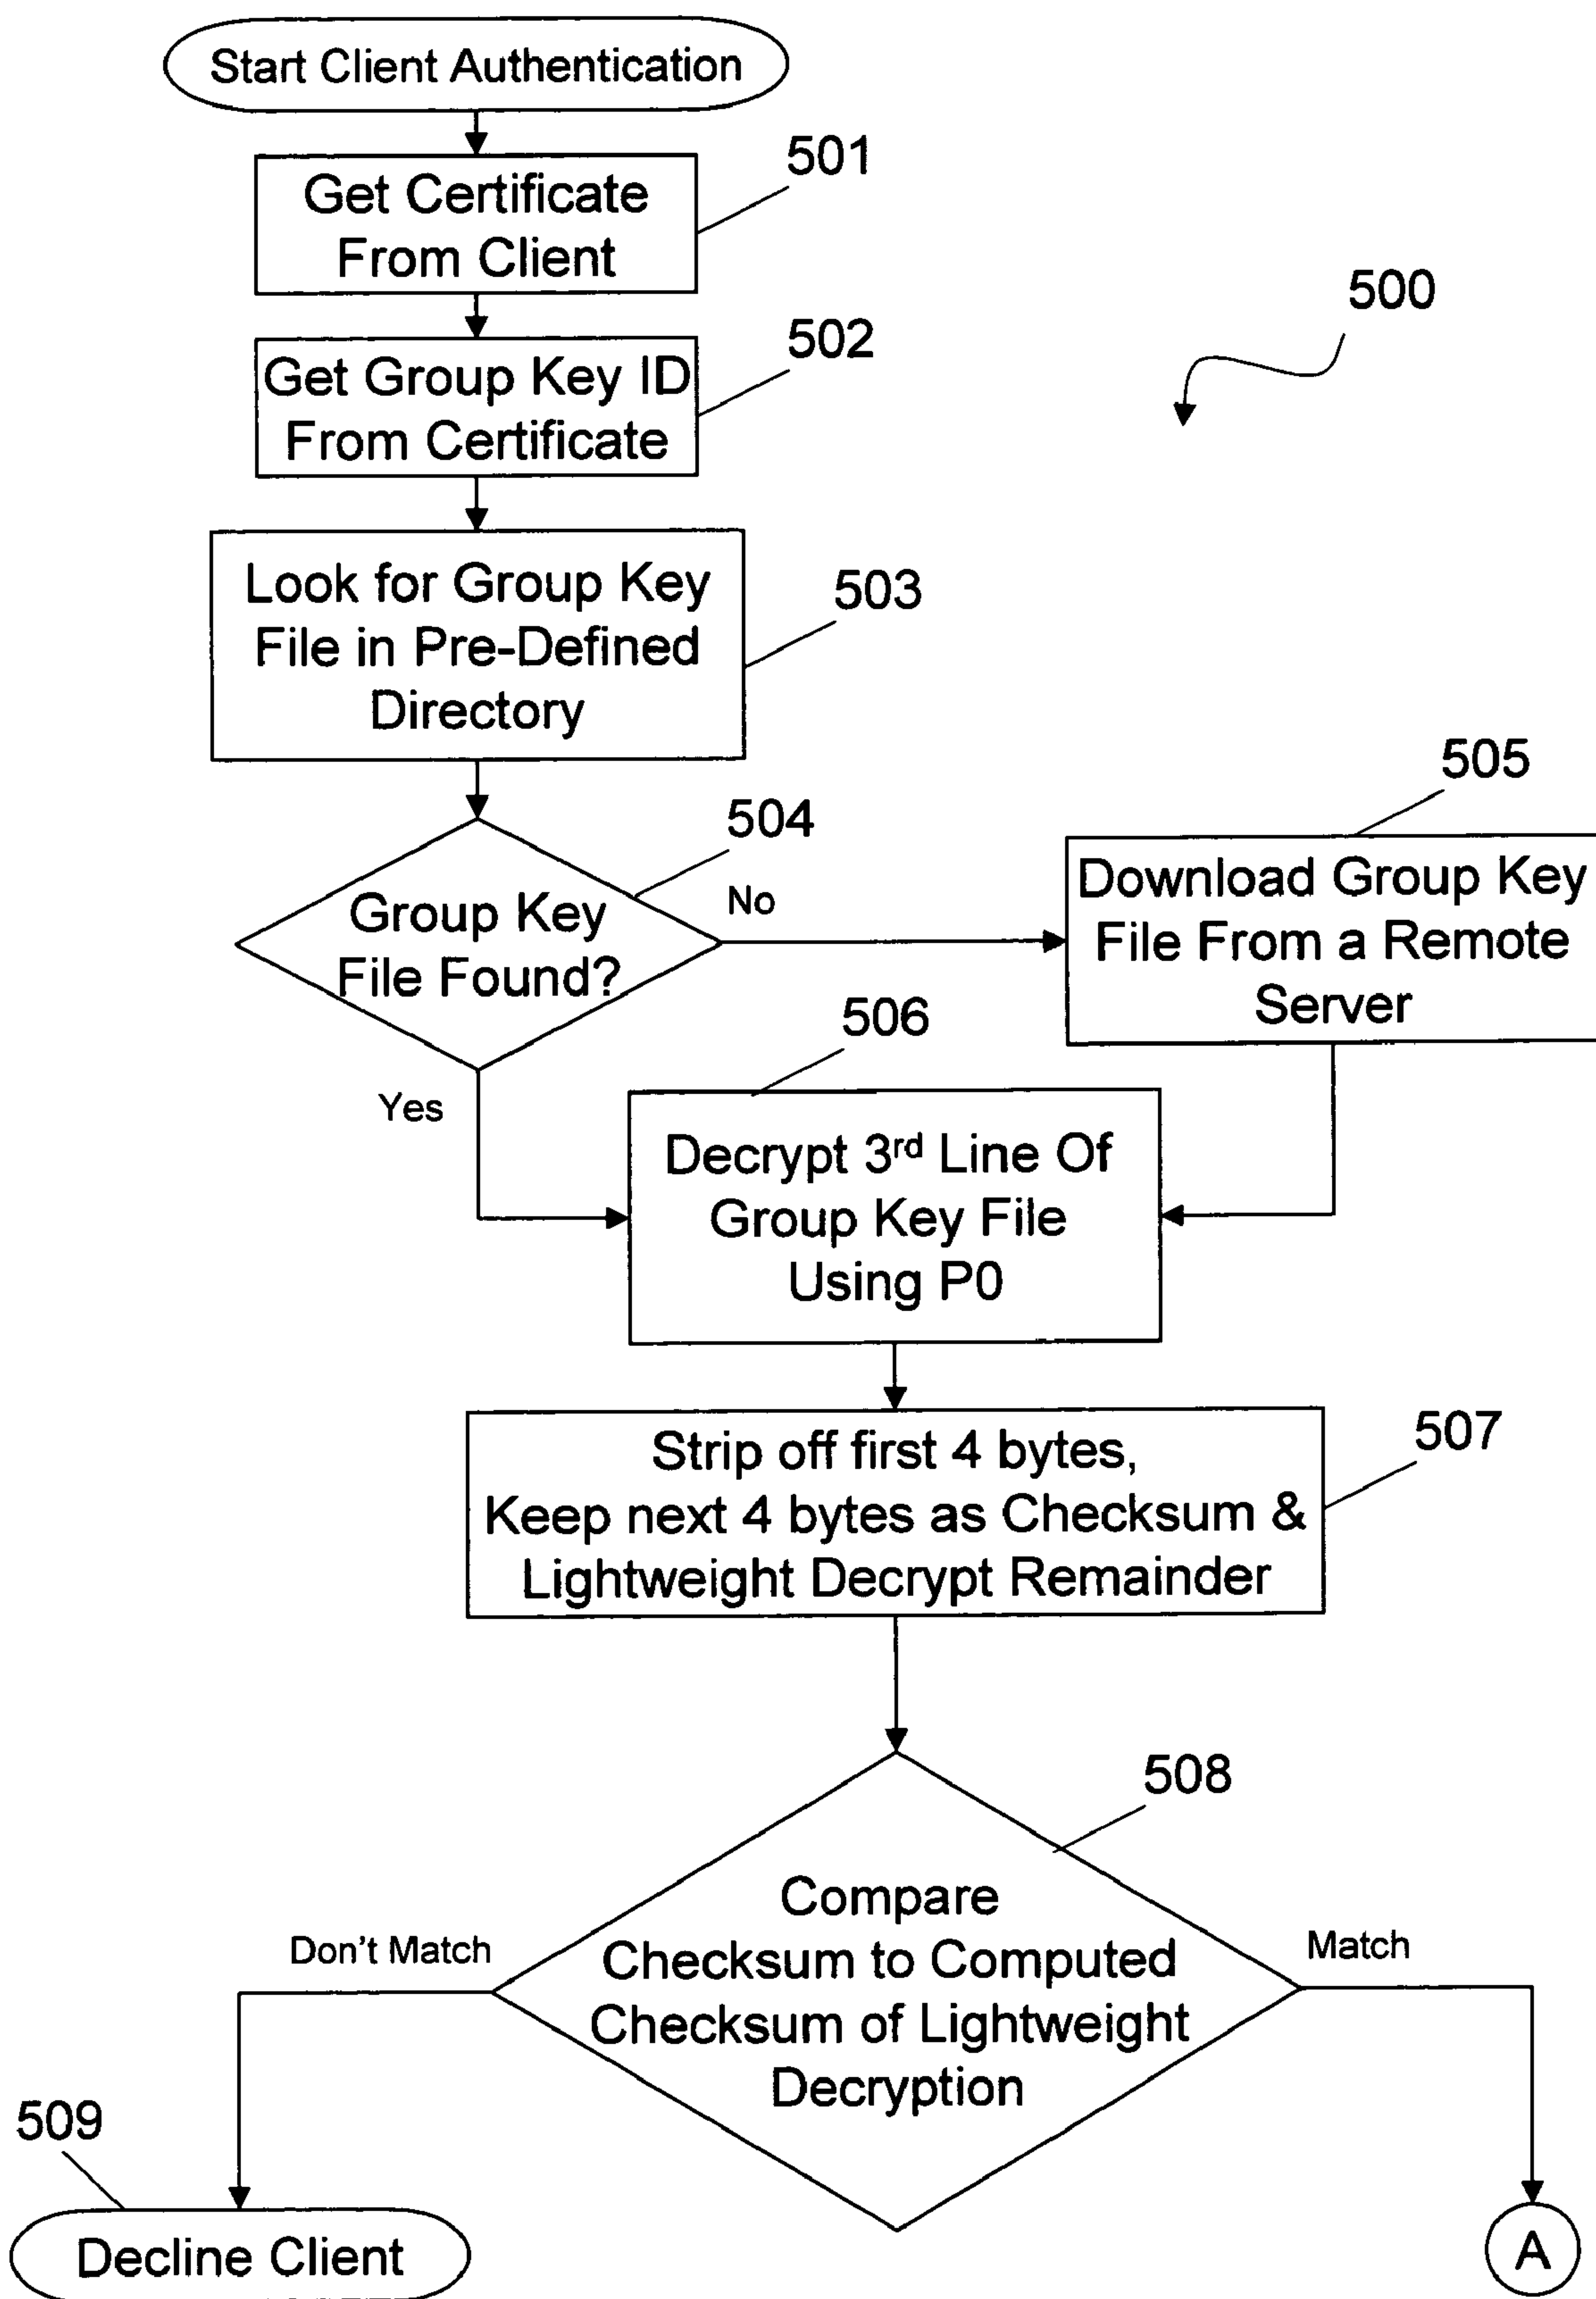 Start Client Authentication
501
Get Certificate
From Client
500
502
Get Group Key ID
From Certificate
503
Look for Group Key
File in Pre-Defined
Directory
505
504
Download Group Key
File From a Remote
Server
Group Key
File Found?
No
Yes
506
Decrypt 3rd Line Of
Group Key File
Using P0
507
Strip off first 4 bytes,
Keep next 4 bytes as Checksum &
Lightweight Decrypt Remainder
508
Compare
Checksum to Computed
Checksum of Lightweight
Decryption
Don't Match
Match
509
Decline Client
A